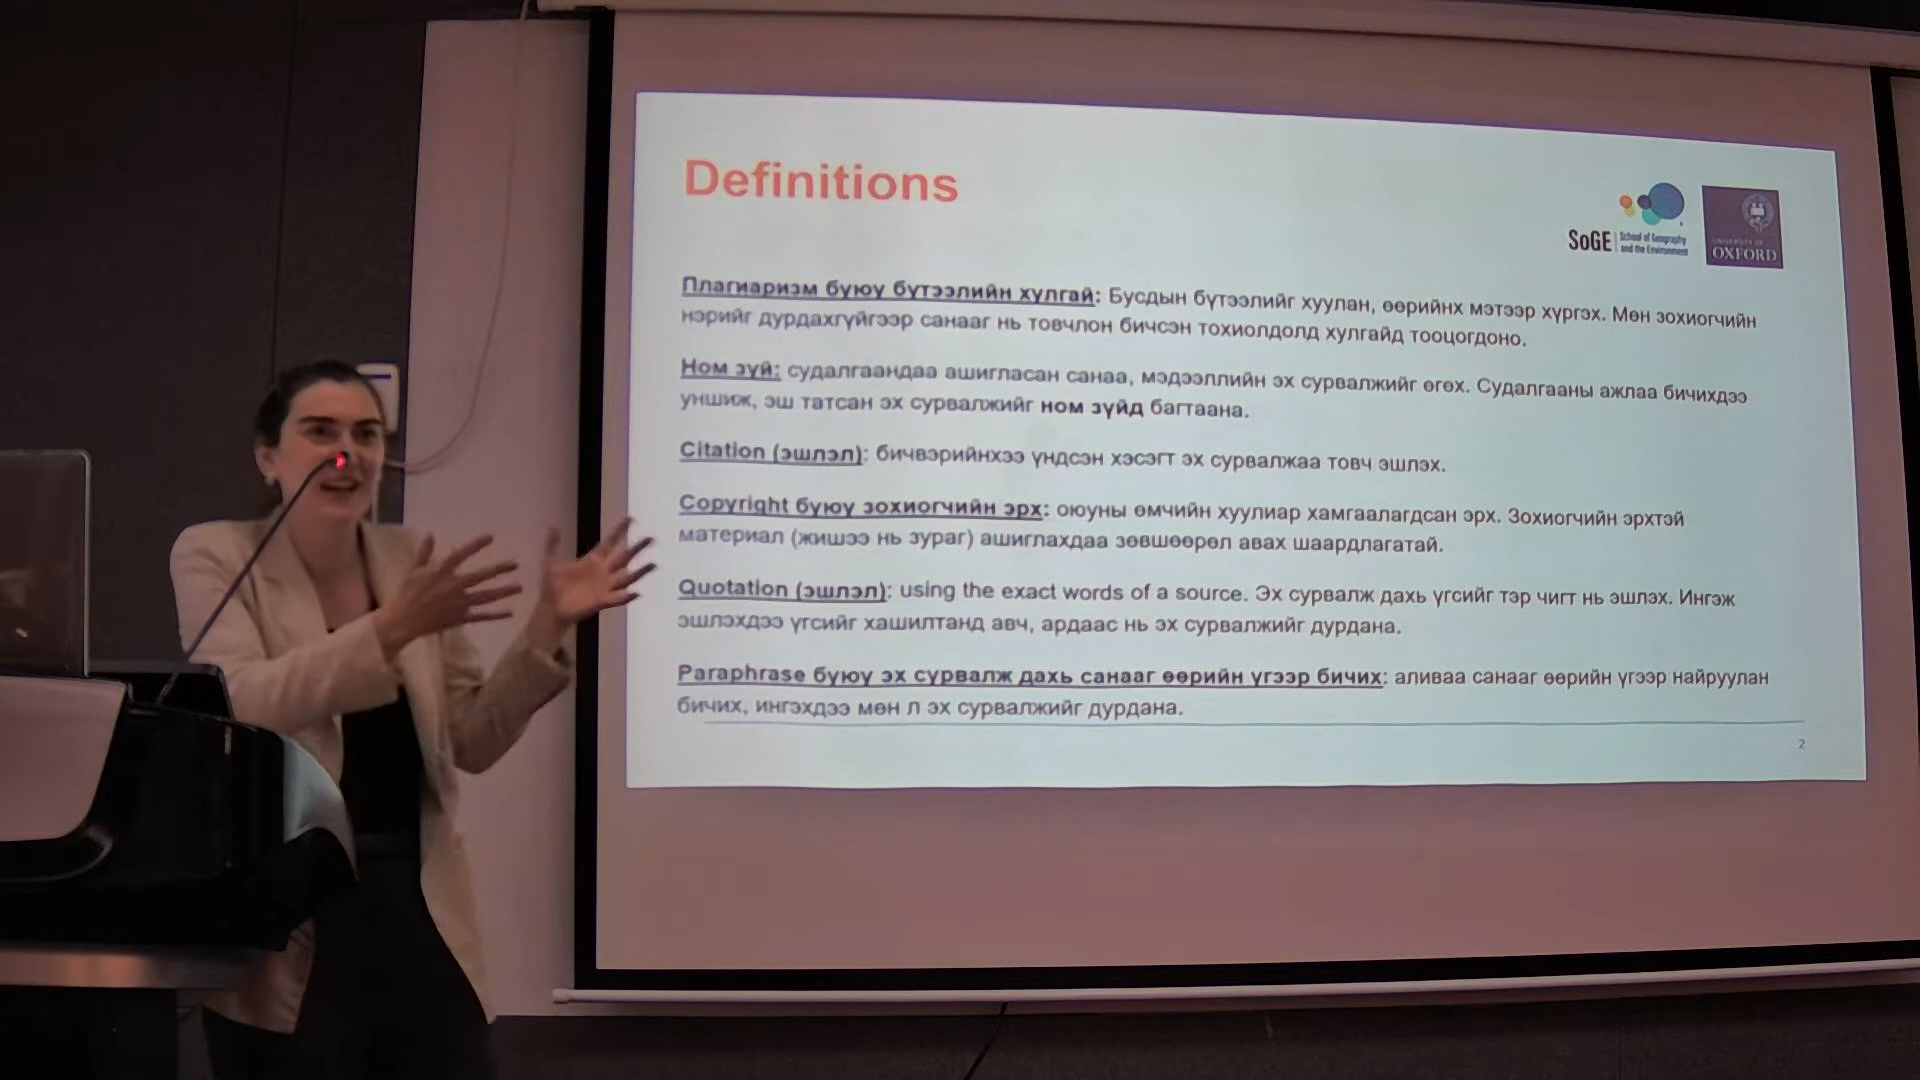 Definitions
SoGE | School of Geography
and the Environment
UNIVERSITY OF
OXFORD
Плагиаризм буюу бүтээлийн хулгай: Бусдын бүтээлийг хуулан, өөрийнх мэтээр хүргэх. Мөн зохиогчийн
нэрийг дурдахгүйгээр санааг нь товчлон бичсэн тохиолдолд хулгайд тооцогдоно.
Ном зүй: судалгаандаа ашигласан санаа, мэдээллийн эх сурвалжийг өгөх. Судалгааны ажлаа бичихдээ
уншиж, эш татсан эх сурвалжийг ном зүйд багтаана.
Citation (эшлэл): бичвэрийнхээ үндсэн хэсэгт эх сурвалжаа товч эшлэх.
Copyright буюу зохиогчийн эрх: оюуны өмчийн хуулиар хамгаалагдсан эрх. Зохиогчийн эрхтэй
материал (жишээ нь зураг) ашиглахдаа зөвшөөрөл авах шаардлагатай.
Quotation (эшлэл): using the exact words of a source. Эх сурвалж дахь үгсийг тэр чигт нь эшлэх. Ингэж
эшлэхдээ үгсийг хашилтанд авч, ардаас нь эх сурвалжийг дурдана.
Paraphrase буюу эх сурвалж дахь санааг өөрийн үгээр бичих: аливаа санааг өөрийн үгээр найруулан
бичих, ингэхдээ мөн л эх сурвалжийг дурдана.
2